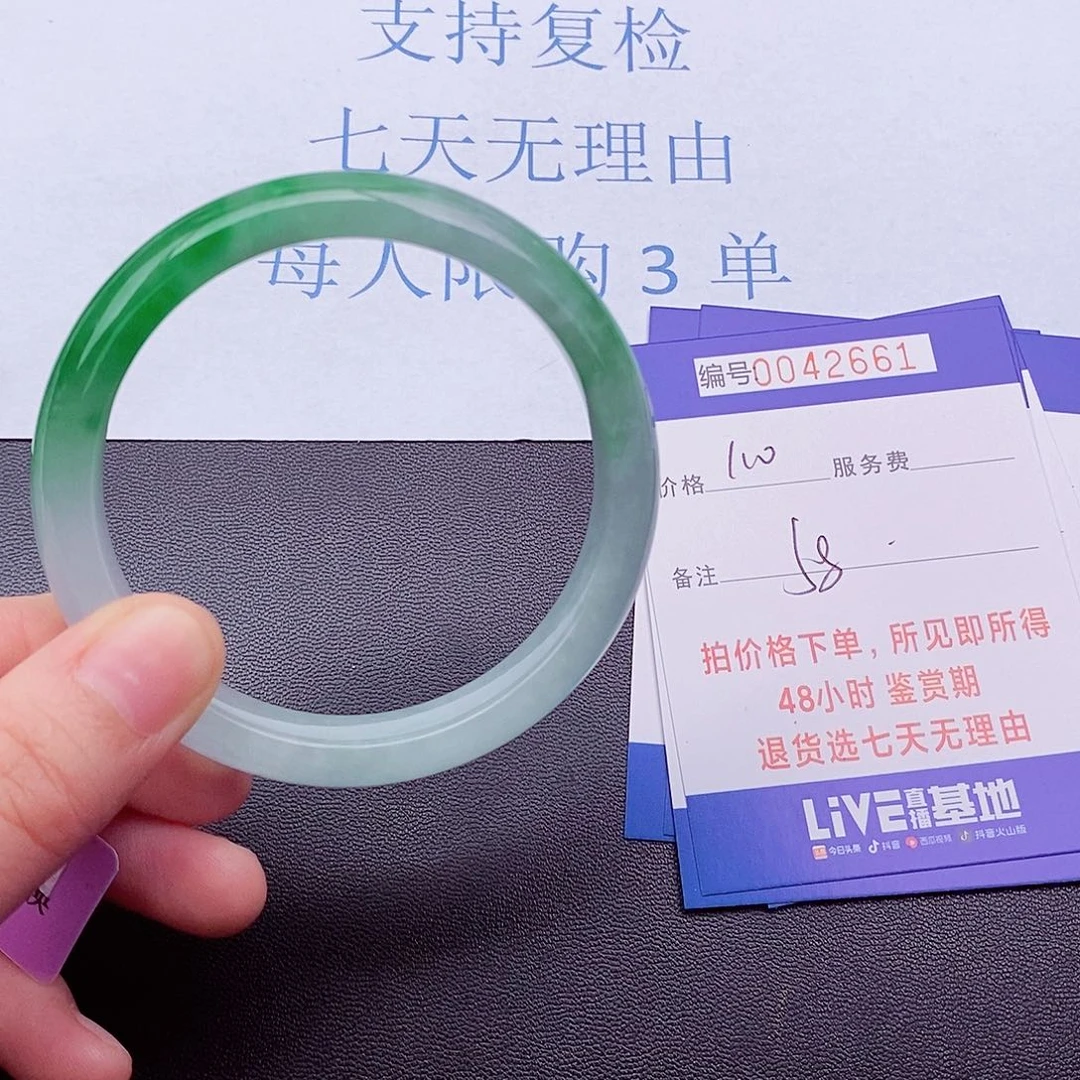 支持复检
七天无理由
每人限购 3 单
编号0042661
价格 100 服务费
备注 58
拍价格下单，所见即所得
48小时 鉴赏期
退货选七天无理由
LiVE直播基地
今日头条 抖音 西瓜视频 抖音火山版